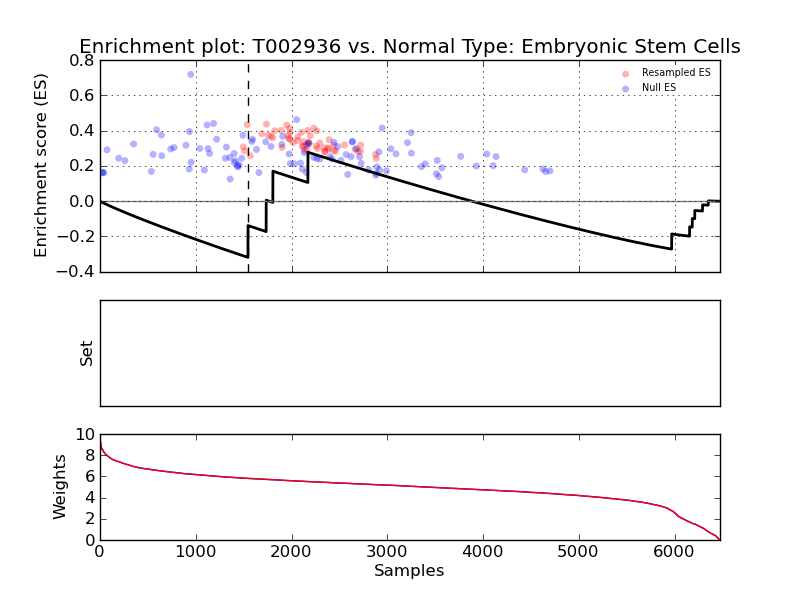 Enrichment plot: T002936 vs. Normal Type: Embryonic Stem Cells
0.8
0.6
0.4
0.2
0.0
−0.2
−0.4
Enrichment score (ES)
Resampled ES
Null ES
Set
10
8
6
4
2
0
Weights
0 1000 2000 3000 4000 5000 6000
Samples